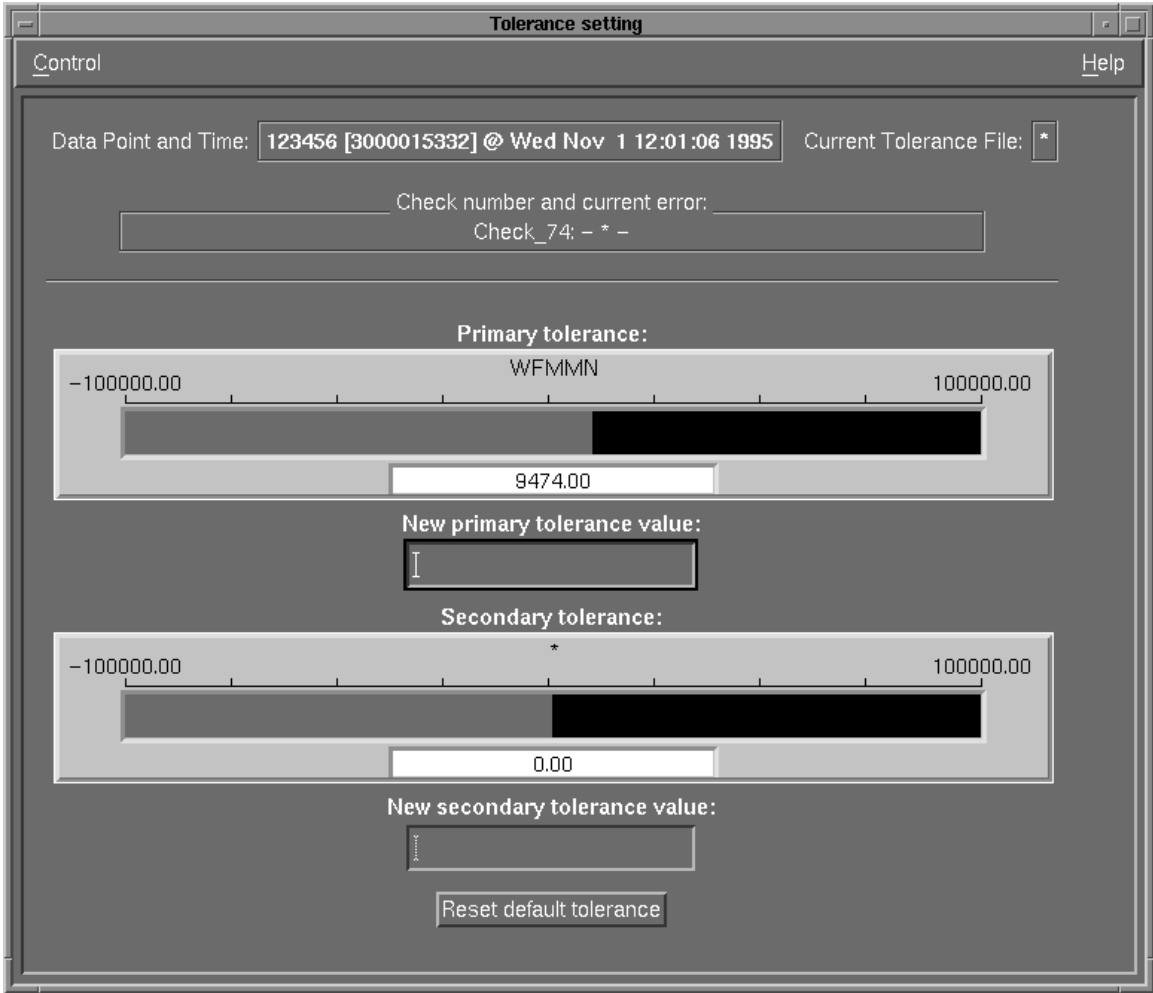 Tolerance setting
Control Help
Data Point and Time: 123456 [3000015332] @ Wed Nov  1 12:01:06 1995 Current Tolerance File: *
Check number and current error:
Check_74: – * –
Primary tolerance:
WFMMN
−100000.00 100000.00
9474.00
New primary tolerance value:
Secondary tolerance:
*
−100000.00 100000.00
0.00
New secondary tolerance value:
Reset default tolerance